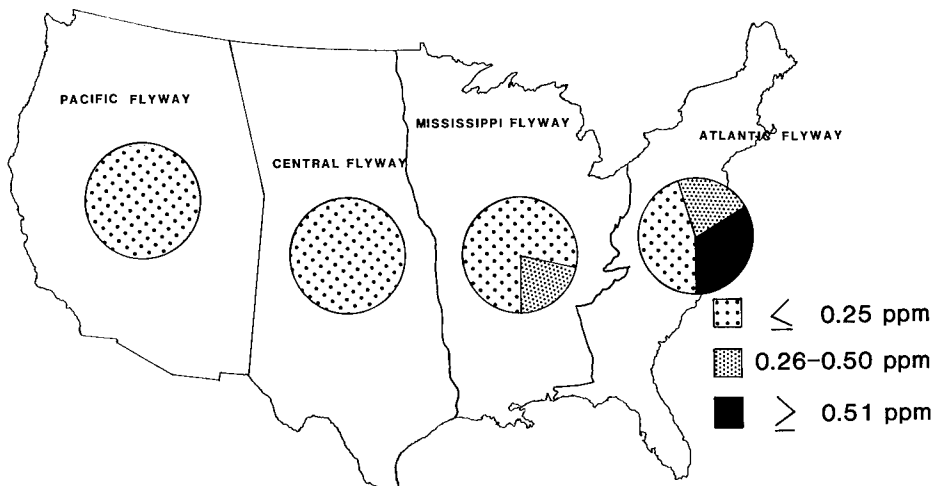 PACIFIC FLYWAY
CENTRAL FLYWAY
MISSISSIPPI FLYWAY
ATLANTIC FLYWAY
≤ 0.25 ppm
0.26-0.50 ppm
≥ 0.51 ppm